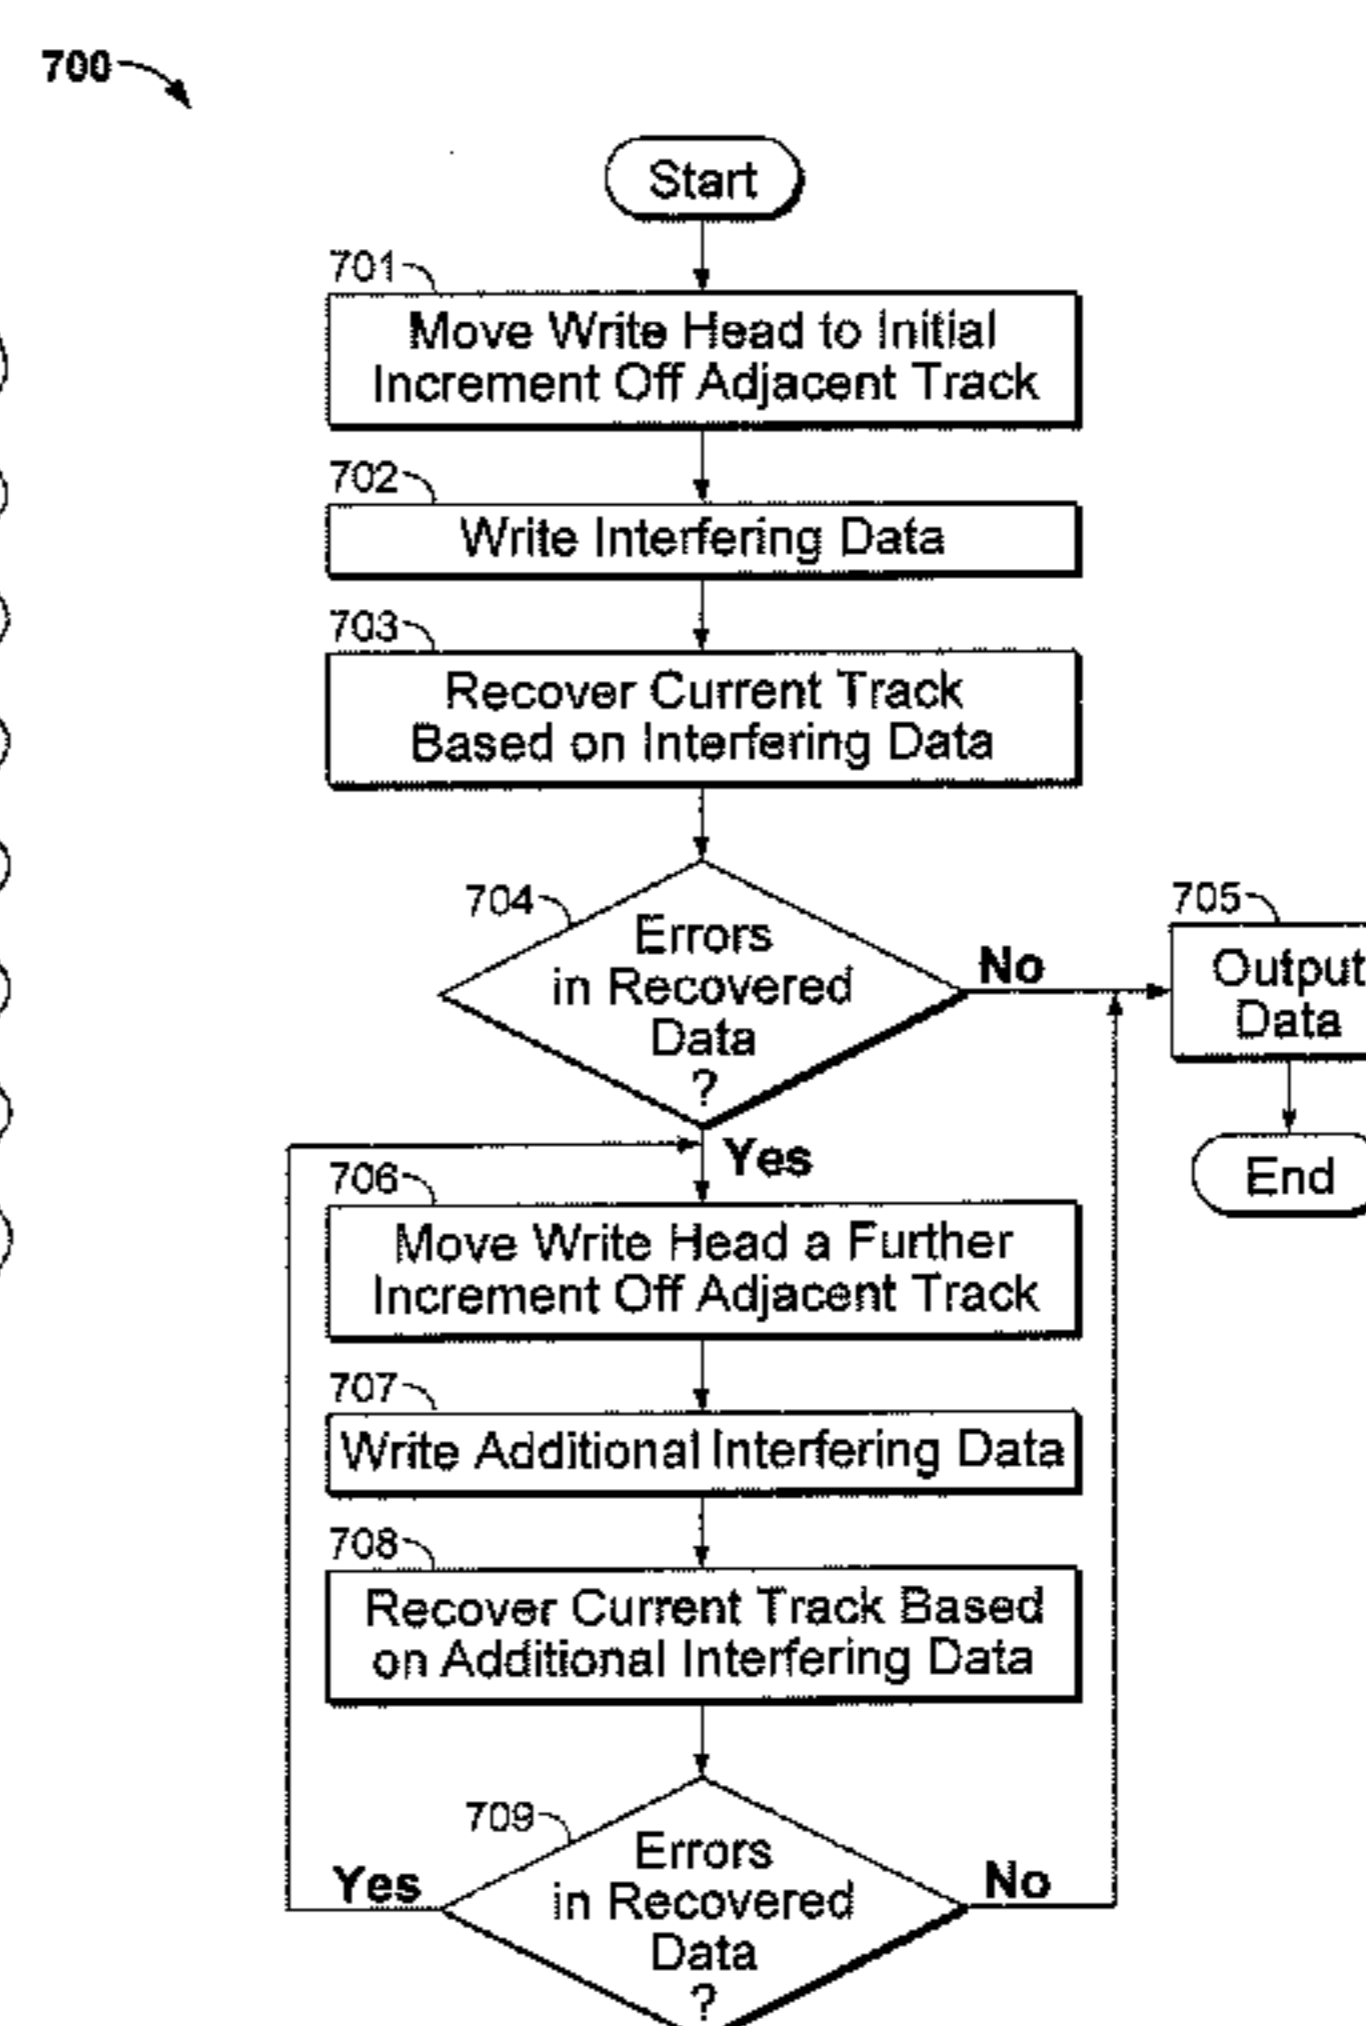 700
Start
701
Move Write Head to Initial
Increment Off Adjacent Track
702
Write Interfering Data
703
Recover Current Track
Based on Interfering Data
704
Errors
in Recovered
Data
?
No
705
Output
Data
End
Yes
706
Move Write Head a Further
Increment Off Adjacent Track
707
Write Additional Interfering Data
708
Recover Current Track Based
on Additional Interfering Data
709
Errors
in Recovered
Data
?
Yes
No